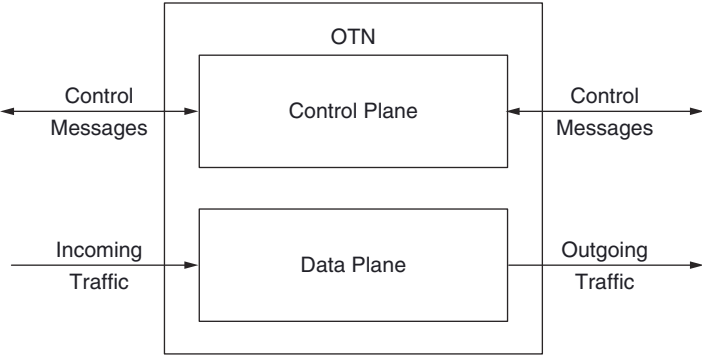 OTN
Control
Messages
Control Plane
Control
Messages
Incoming
Traffic
Data Plane
Outgoing
Traffic